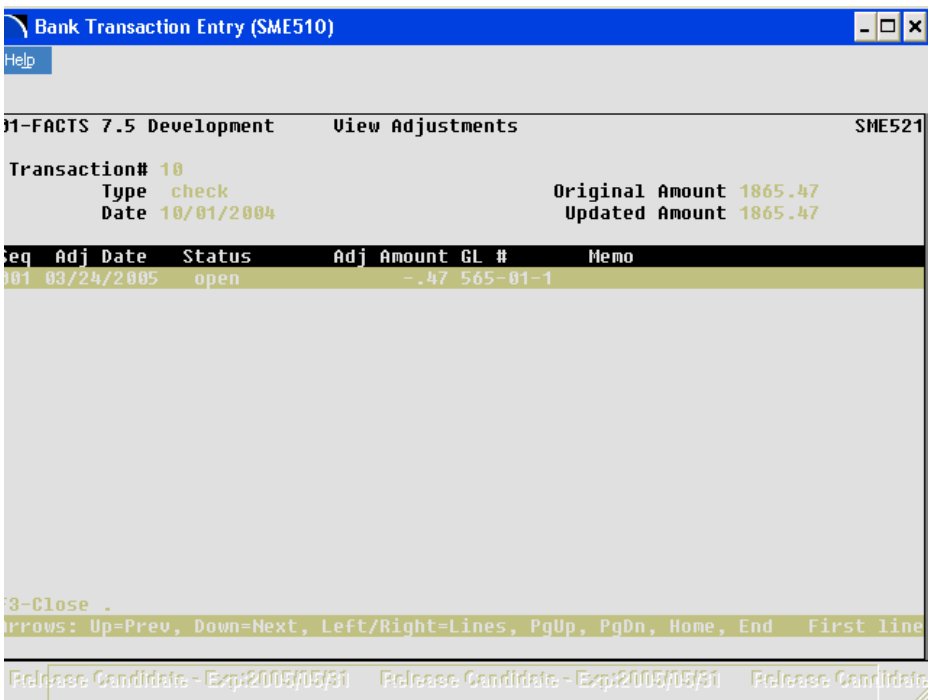 Bank Transaction Entry (SME510)
Help
01-FACTS 7.5 Development View Adjustments SME521
Transaction# 10
Type check Original Amount 1865.47
Date 10/01/2004 Updated Amount 1865.47
Seq Adj Date Status Adj Amount GL # Memo
001 03/24/2005 open -.47 565-01-1
F3-Close .
Arrows: Up=Prev, Down=Next, Left/Right=Lines, PgUp, PgDn, Home, End First line
Release Candidate - Exp:2005/05/31 Release Candidate - Exp:2005/05/31 Release Candidate